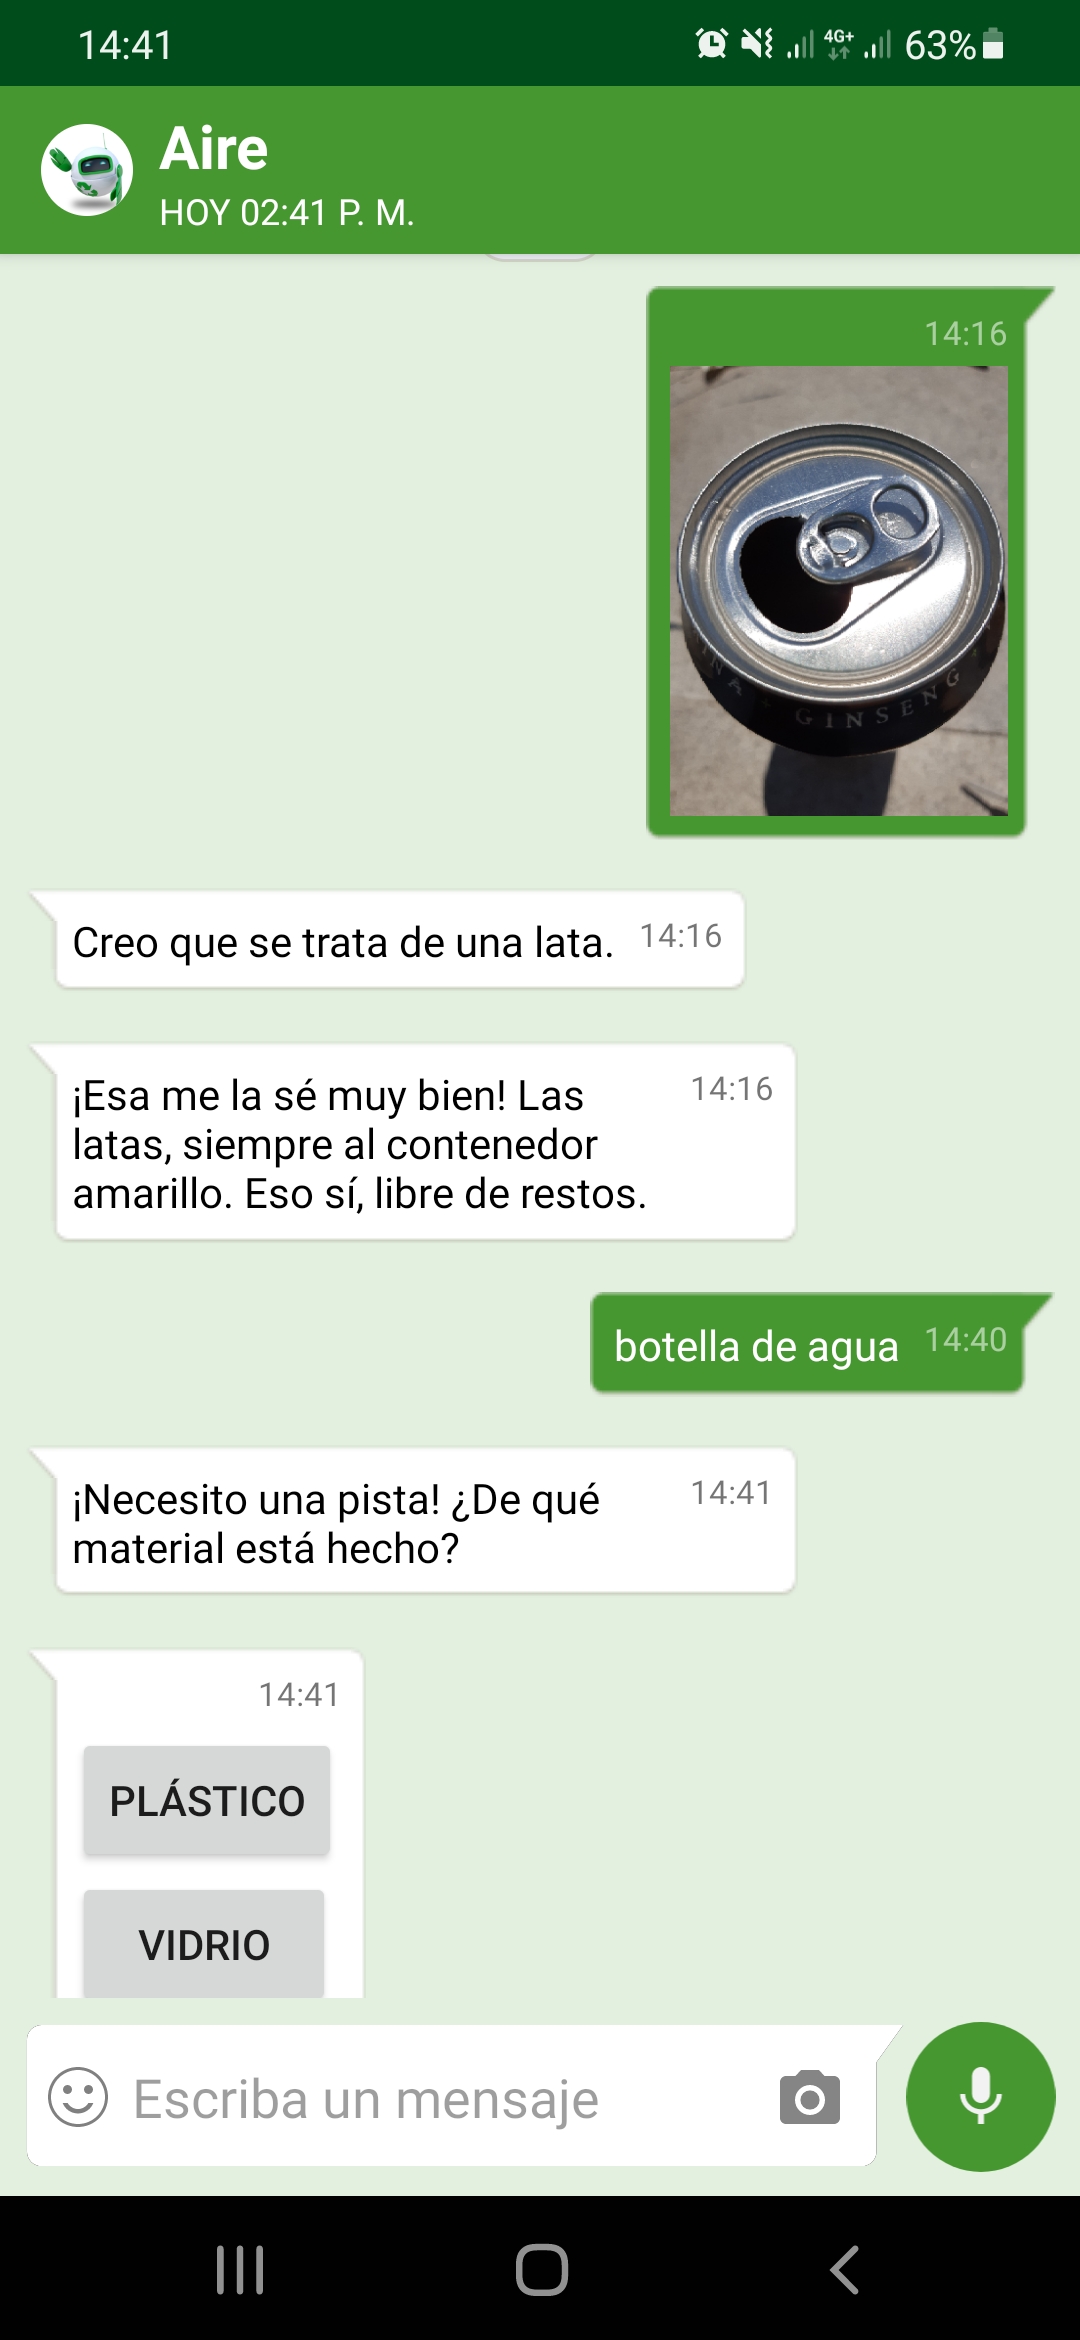 14:41
4G+
63%
Aire
HOY 02:41 P. M.
14:16
GINSENG
Creo que se trata de una lata. 14:16
¡Esa me la sé muy bien! Las 14:16
latas, siempre al contenedor
amarillo. Eso sí, libre de restos.
botella de agua 14:40
¡Necesito una pista! ¿De qué 14:41
material está hecho?
14:41
PLÁSTICO
VIDRIO
Escriba un mensaje